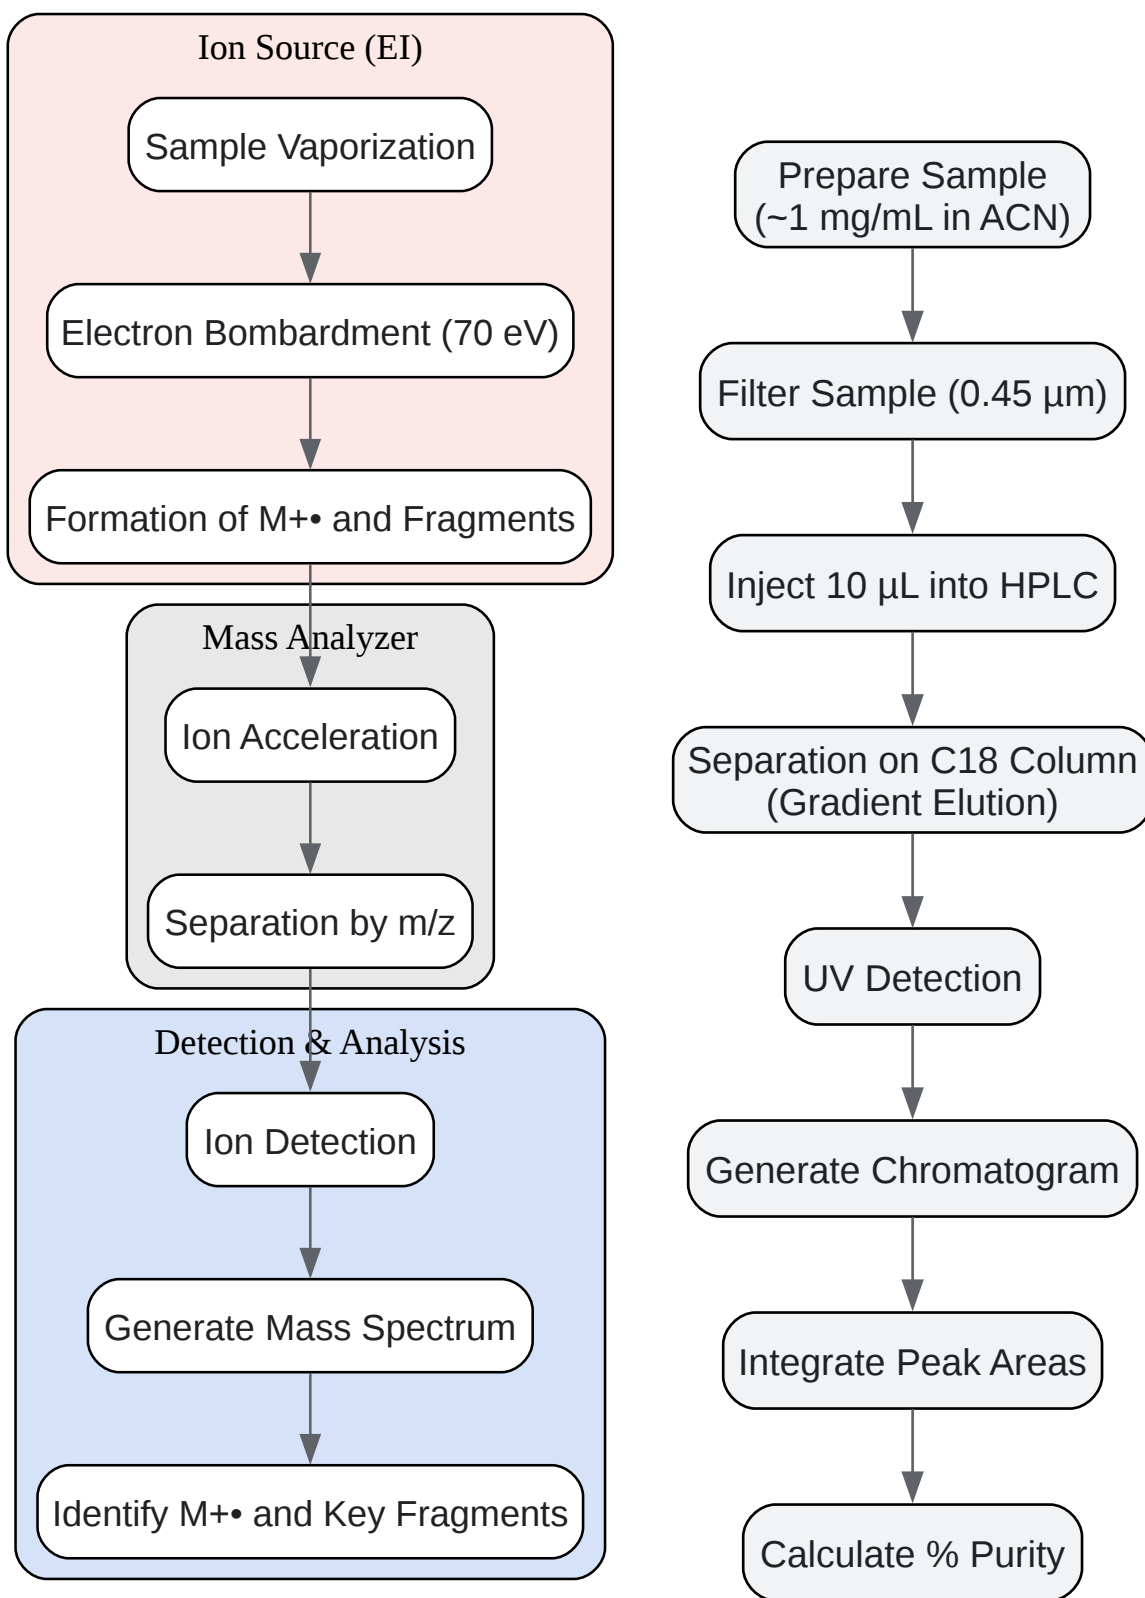 Ion Source (EI)
Sample Vaporization
Electron Bombardment (70 eV)
Formation of M+• and Fragments
Mass Analyzer
Ion Acceleration
Separation by m/z
Detection & Analysis
Ion Detection
Generate Mass Spectrum
Identify M+• and Key Fragments
Prepare Sample
(~1 mg/mL in ACN)
Filter Sample (0.45 µm)
Inject 10 µL into HPLC
Separation on C18 Column
(Gradient Elution)
UV Detection
Generate Chromatogram
Integrate Peak Areas
Calculate % Purity